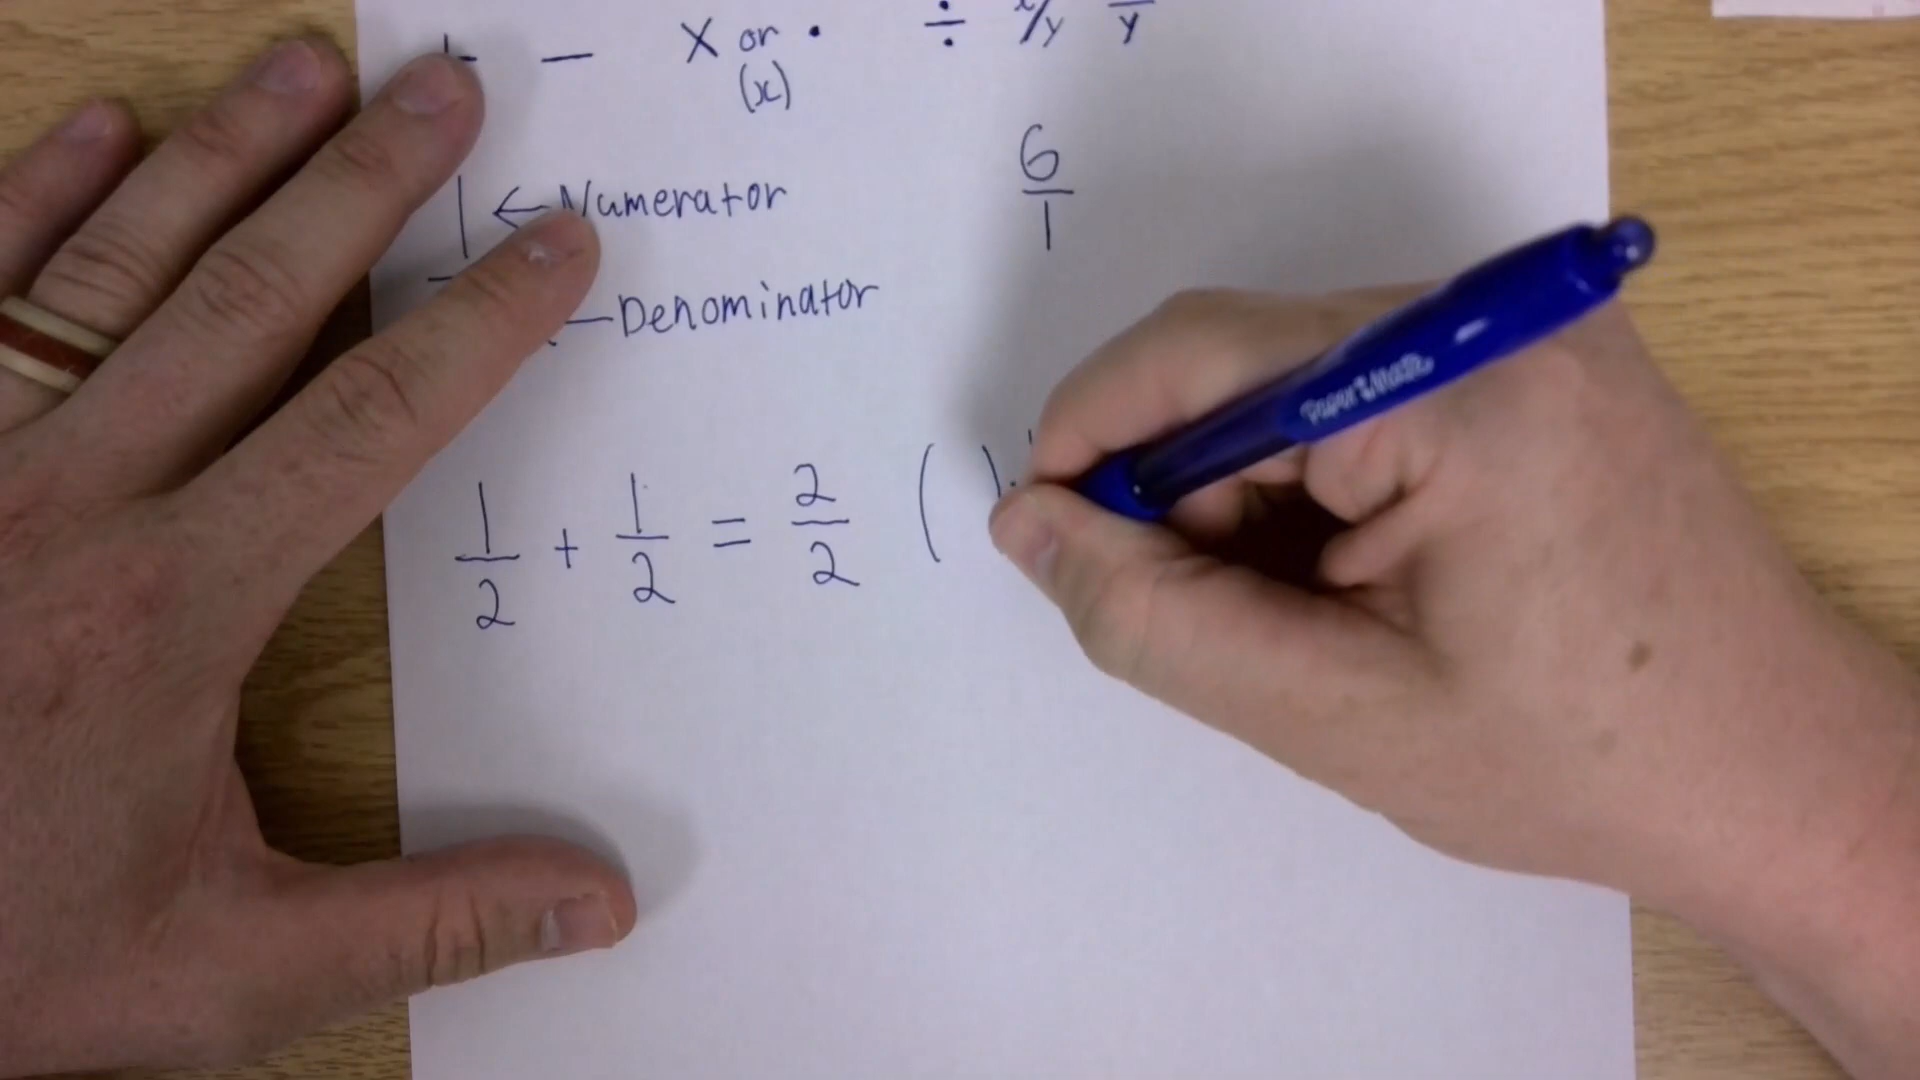 + − X or • ÷ x/y
(x) y
1 ← Numerator 6
— Denominator 1
1/2 + 1/2 = 2/2 ( )
Paper Mate